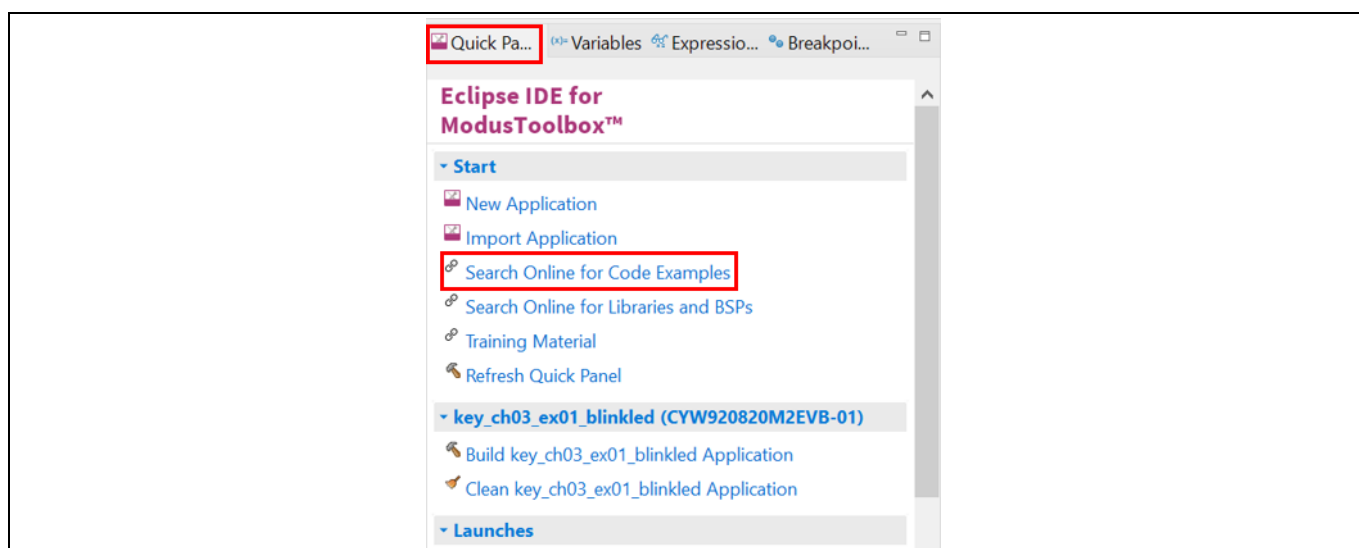 Quick Pa... (x)= Variables Expressio... Breakpoi...
Eclipse IDE for
ModusToolbox™
Start
New Application
Import Application
Search Online for Code Examples
Search Online for Libraries and BSPs
Training Material
Refresh Quick Panel
key_ch03_ex01_blinkled (CYW920820M2EVB-01)
Build key_ch03_ex01_blinkled Application
Clean key_ch03_ex01_blinkled Application
Launches